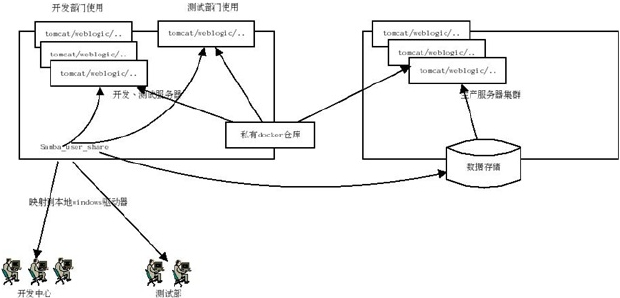 开发部门使用
测试部门使用
tomcat/weblogic/..
tomcat/weblogic/..
tomcat/weblogic/..
tomcat/weblogic/..
tomcat/weblogic/..
tomcat/weblogic/..
tomcat/weblogic/..
开发、测试服务器
生产服务器集群
私有docker仓库
Samba_user_share
数据存储
映射到本地windows驱动器
开发中心
测试部